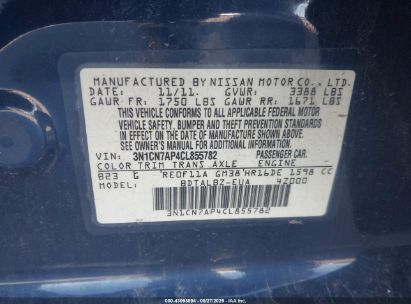 MANUFACTURED BY NISSAN MOTOR CO., LTD.
DATE: 11/11. GVWR: 3388 LBS
GAWR FR: 1750 LBS GAWR RR: 1671 LBS
THIS VEHICLE CONFORMS TO ALL APPLICABLE
FEDERAL MOTOR VEHICLE SAFETY,
BUMPER, AND THEFT PREVENTION STANDARDS
IN EFFECT ON THE DATE OF MANUFACTURE SHOWN ABOVE.
SEE OWNER'S MANUAL FOR ADDITIONAL INFORMATION.
VIN: 3N1CN7AP4CL855782 PASSENGER CAR.
COLOR TRIM TRANS AXLE ENGINE
B23 G RE0F11A GM38 HR16DE 1598 CC
MODEL: BDTALBZ-EUA 4Z000
3N1CN7AP4CL855782